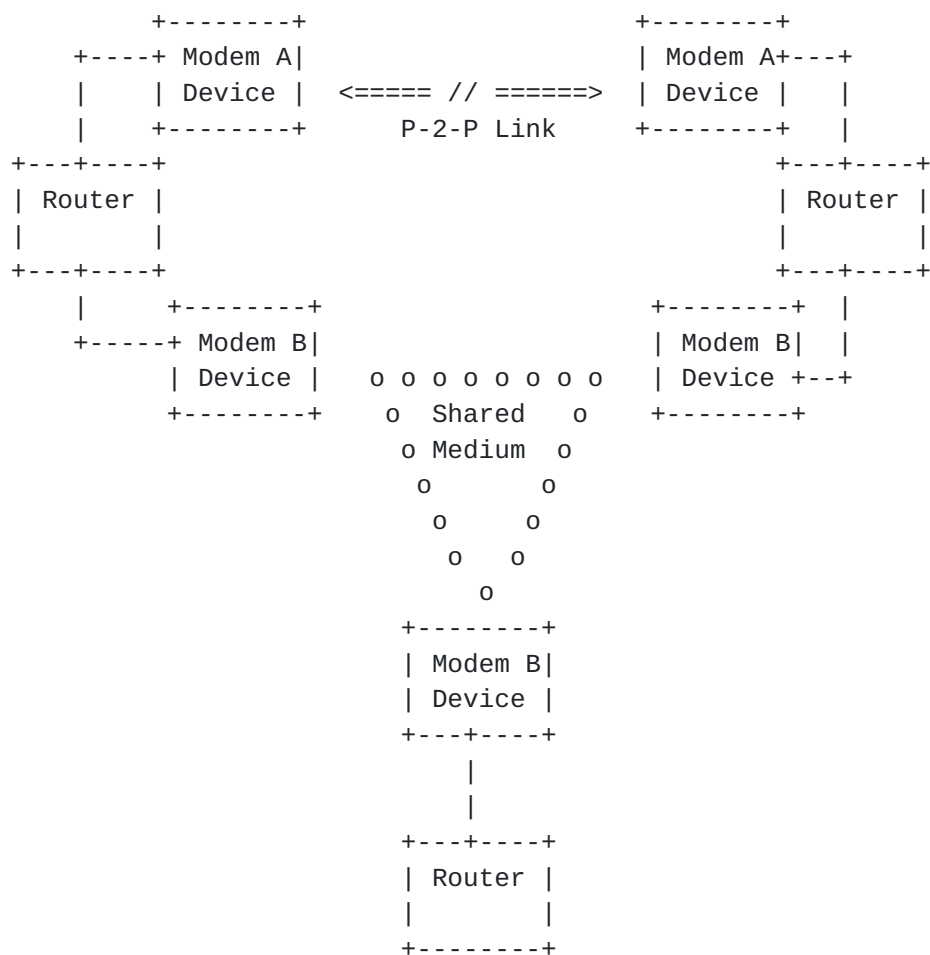 Modem A Modem A
Device <===== // ======> Device
P-2-P Link
Router Router
Modem B Modem B
Device o o o o o o o o Device
o Shared o
o Medium o
o o
o o
o o
o
Modem B
Device
Router